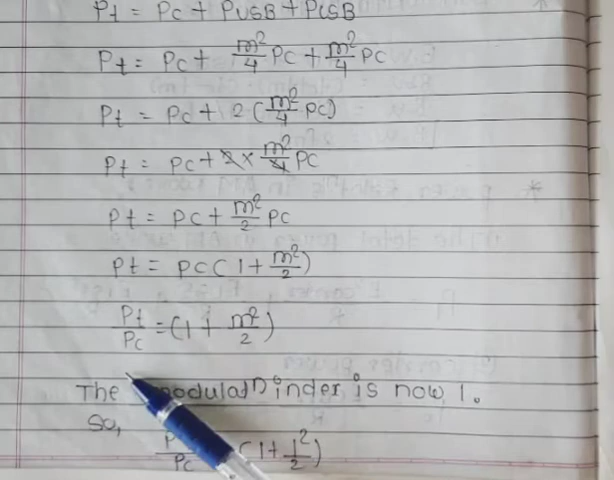 Pt = Pc + PUSB + PLSB
Pt = Pc + m²/4 Pc + m²/4 Pc
Pt = Pc + 2 (m²/4 Pc)
Pt = Pc + 2 × m²/4 Pc
Pt = Pc + m²/2 Pc
Pt = Pc (1 + m²/2)
Pt/Pc = (1 + m²/2)
The modulatⁿ index is now 1.
So,
P/Pc (1 + 1²/2)